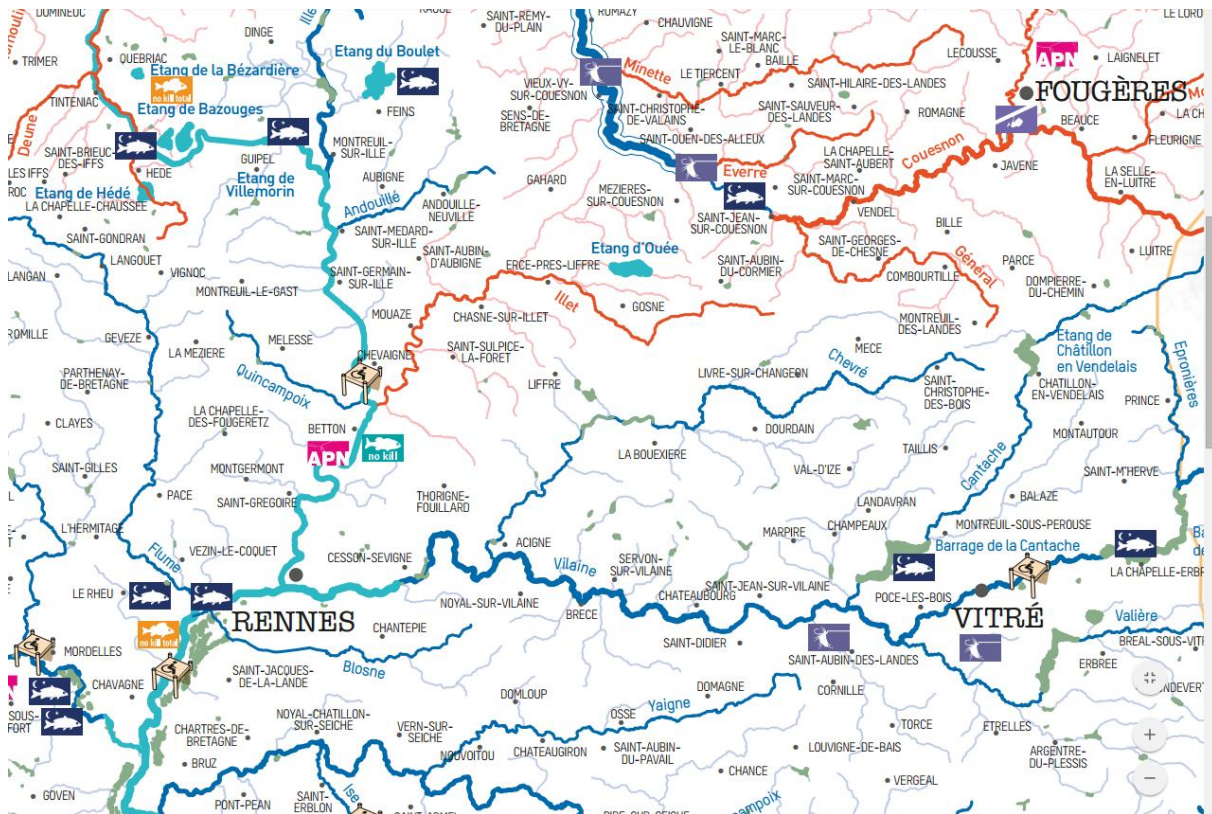 DOMINEUC
DINGE
Ille
SAINT-REMY-
DU-PLAIN
ROMAZY
CHAUVIGNE
SAINT-MARC-
LE-BLANC
BAILLE
LECOUSSE
LE LORO
TRIMER
QUEBRIAC
Etang de la Bézardière
Etang du Boulet
APN
LAIGNELET
Minette
LE TIERCENT
SAINT-HILAIRE-DES-LANDES
no kill total
TINTENIAC
Etang de Bazouges
FEINS
VIEUX-VY-
SUR-COUESNON
SENS-DE-
BRETAGNE
SAINT-CHRISTOPHE-
DE-VALAINS
SAINT-SAUVEUR-
DES-LANDES
ROMAGNE
FOUGÈRES
BEAUCE
FLEURIGNE
Deune
SAINT-BRIEUC-
DES-IFFS
LES IFFS
HEDE
GUIPEL
MONTREUIL-
SUR-ILLE
SAINT-OUEN-DES-ALLEUX
LA CHAPELLE-
SAINT-AUBERT
Couesnon
JAVENE
LA SELLE-
EN-LUITRE
Etang de Hédé
Etang de
Villemorin
AUBIGNE
GAHARD
Everre
SAINT-MARC-
SUR-COUESNON
MEZIERES-
SUR-COUESNON
LA CHAPELLE-CHAUSSEE
Andouillé
ANDOUILLE-
NEUVILLE
SAINT-JEAN-
SUR-COUESNON
VENDEL
BILLE
SAINT-GONDRAN
SAINT-MEDARD-
SUR-ILLE
SAINT-AUBIN-
D'AUBIGNE
Etang d'Ouée
SAINT-GEORGES-
DE-CHESNE
LUITRE
LANGAN
LANGOUET
VIGNOC
SAINT-GERMAIN-
SUR-ILLE
ERCE-PRES-LIFFRE
SAINT-AUBIN-
DU-CORMIER
COMBOURTILLE
Général
PARCE
DOMPIERRE-
DU-CHEMIN
MONTREUIL-LE-GAST
Illet
GOSNE
ROMILLE
GEVEZE
MOUAZE
CHASNE-SUR-ILLET
MONTREUIL-
DES-LANDES
LA MEZIERE
MELESSE
CHEVAIGNE
SAINT-SULPICE-
LA-FORET
MECE
Etang de
Châtillon
en Vendelais
Epronières
PARTHENAY-
DE-BRETAGNE
Quincampoix
LIFFRE
LIVRE-SUR-CHANGEON
Chevré
SAINT-
CHRISTOPHE-
DES-BOIS
CHATILLON-
EN-VENDELAIS
PRINCE
CLAYES
LA CHAPELLE-
DES-FOUGERETZ
BETTON
APN
no kill
DOURDAIN
MONTAUTOUR
LA BOUEXIERE
TAILLIS
SAINT-GILLES
MONTGERMONT
VAL-D'IZE
Cantache
SAINT-M'HERVE
PACE
SAINT-GREGOIRE
THORIGNE-
FOUILLARD
LANDAVRAN
BALAZE
L'HERMITAGE
MARPIRE
CHAMPEAUX
MONTREUIL-SOUS-PEROUSE
Flume
VEZIN-LE-COQUET
CESSON-SEVIGNE
ACIGNE
Vilaine
SERVON-
SUR-VILAINE
Barrage de la Cantache
LE RHEU
NOYAL-SUR-VILAINE
CHATEAUBOURG
SAINT-JEAN-SUR-VILAINE
POCE-LES-BOIS
LA CHAPELLE-ERBR
RENNES
BRECE
VITRÉ
Valière
no kill total
CHANTEPIE
SAINT-DIDIER
BREAL-SOUS-VITR
MORDELLES
Blosne
SAINT-AUBIN-DES-LANDES
ERBREE
SAINT-JACQUES-
DE-LA-LANDE
CHAVAGNE
DOMLOUP
DOMAGNE
CORNILLE
ONDEVERT
SOUS-
FORT
CHARTRES-DE-
BRETAGNE
NOYAL-CHATILLON-
SUR-SEICHE
VERN-SUR-
SEICHE
OSSE
Yaigne
TORCE
ETRELLES
BRUZ
NOUVOITOU
CHATEAUGIRON
SAINT-AUBIN-
DU-PAVAIL
LOUVIGNE-DE-BAIS
ARGENTRE-
DU-PLESSIS
CHANCE
VERGEAL
GOVEN
PONT-PEAN
SAINT-
ERBLON
Ise